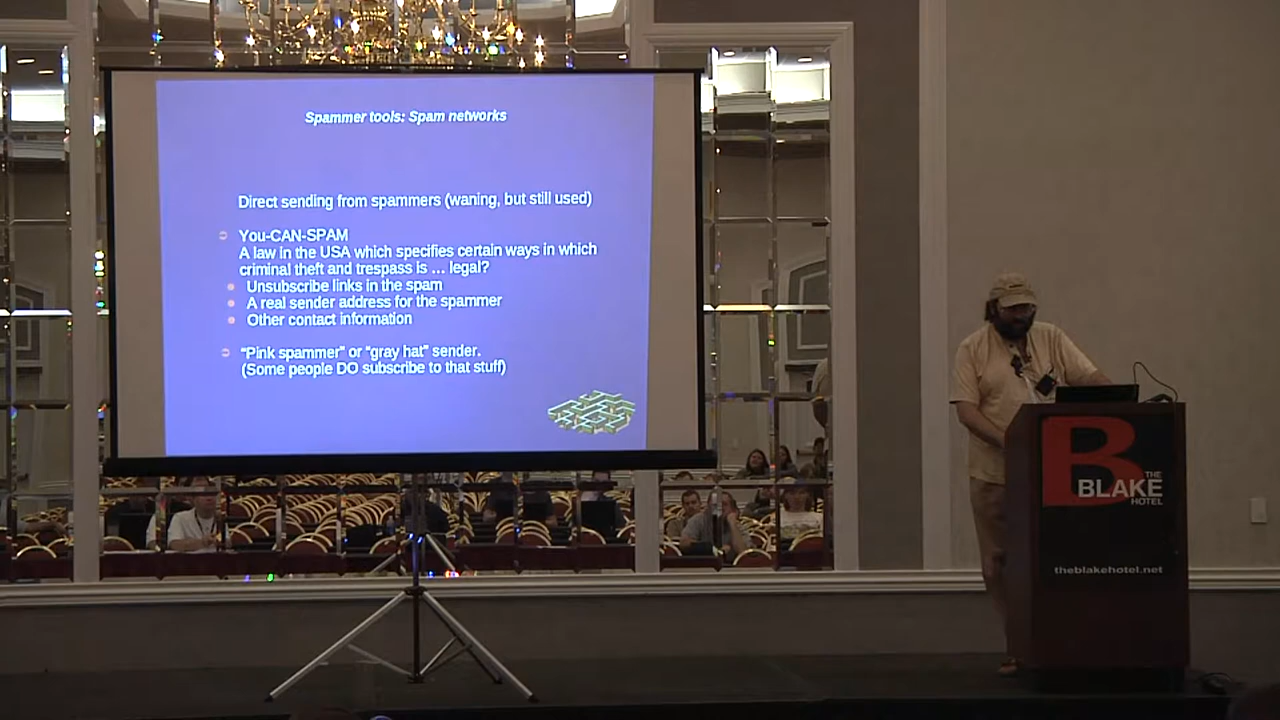 Spammer tools: Spam networks
Direct sending from spammers (waning, but still used)
You-CAN-SPAM
A law in the USA which specifies certain ways in which
criminal theft and trespass is ... legal?
Unsubscribe links in the spam
A real sender address for the spammer
Other contact information
“Pink spammer” or “gray hat” sender.
(Some people DO subscribe to that stuff)
B
THE
BLAKE
HOTEL
theblakehotel.net